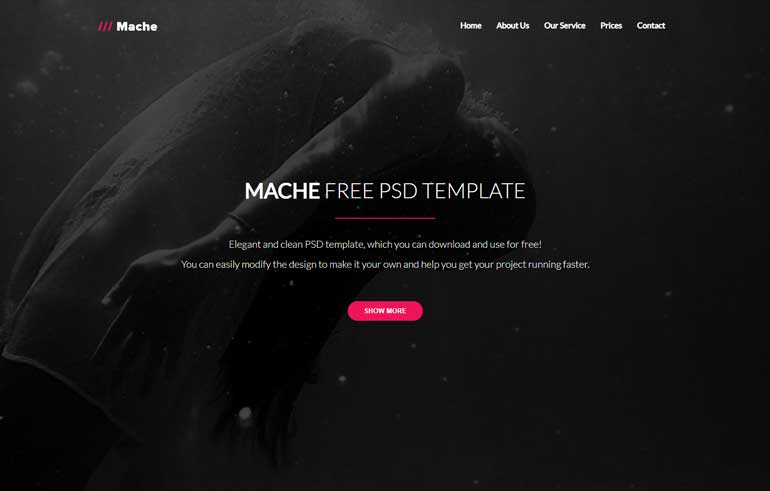 /// Mache
Home About Us Our Service Prices Contact
MACHE FREE PSD TEMPLATE
Elegant and clean PSD template, which you can download and use for free!
You can easily modify the design to make it your own and help you get your project running faster.
SHOW MORE